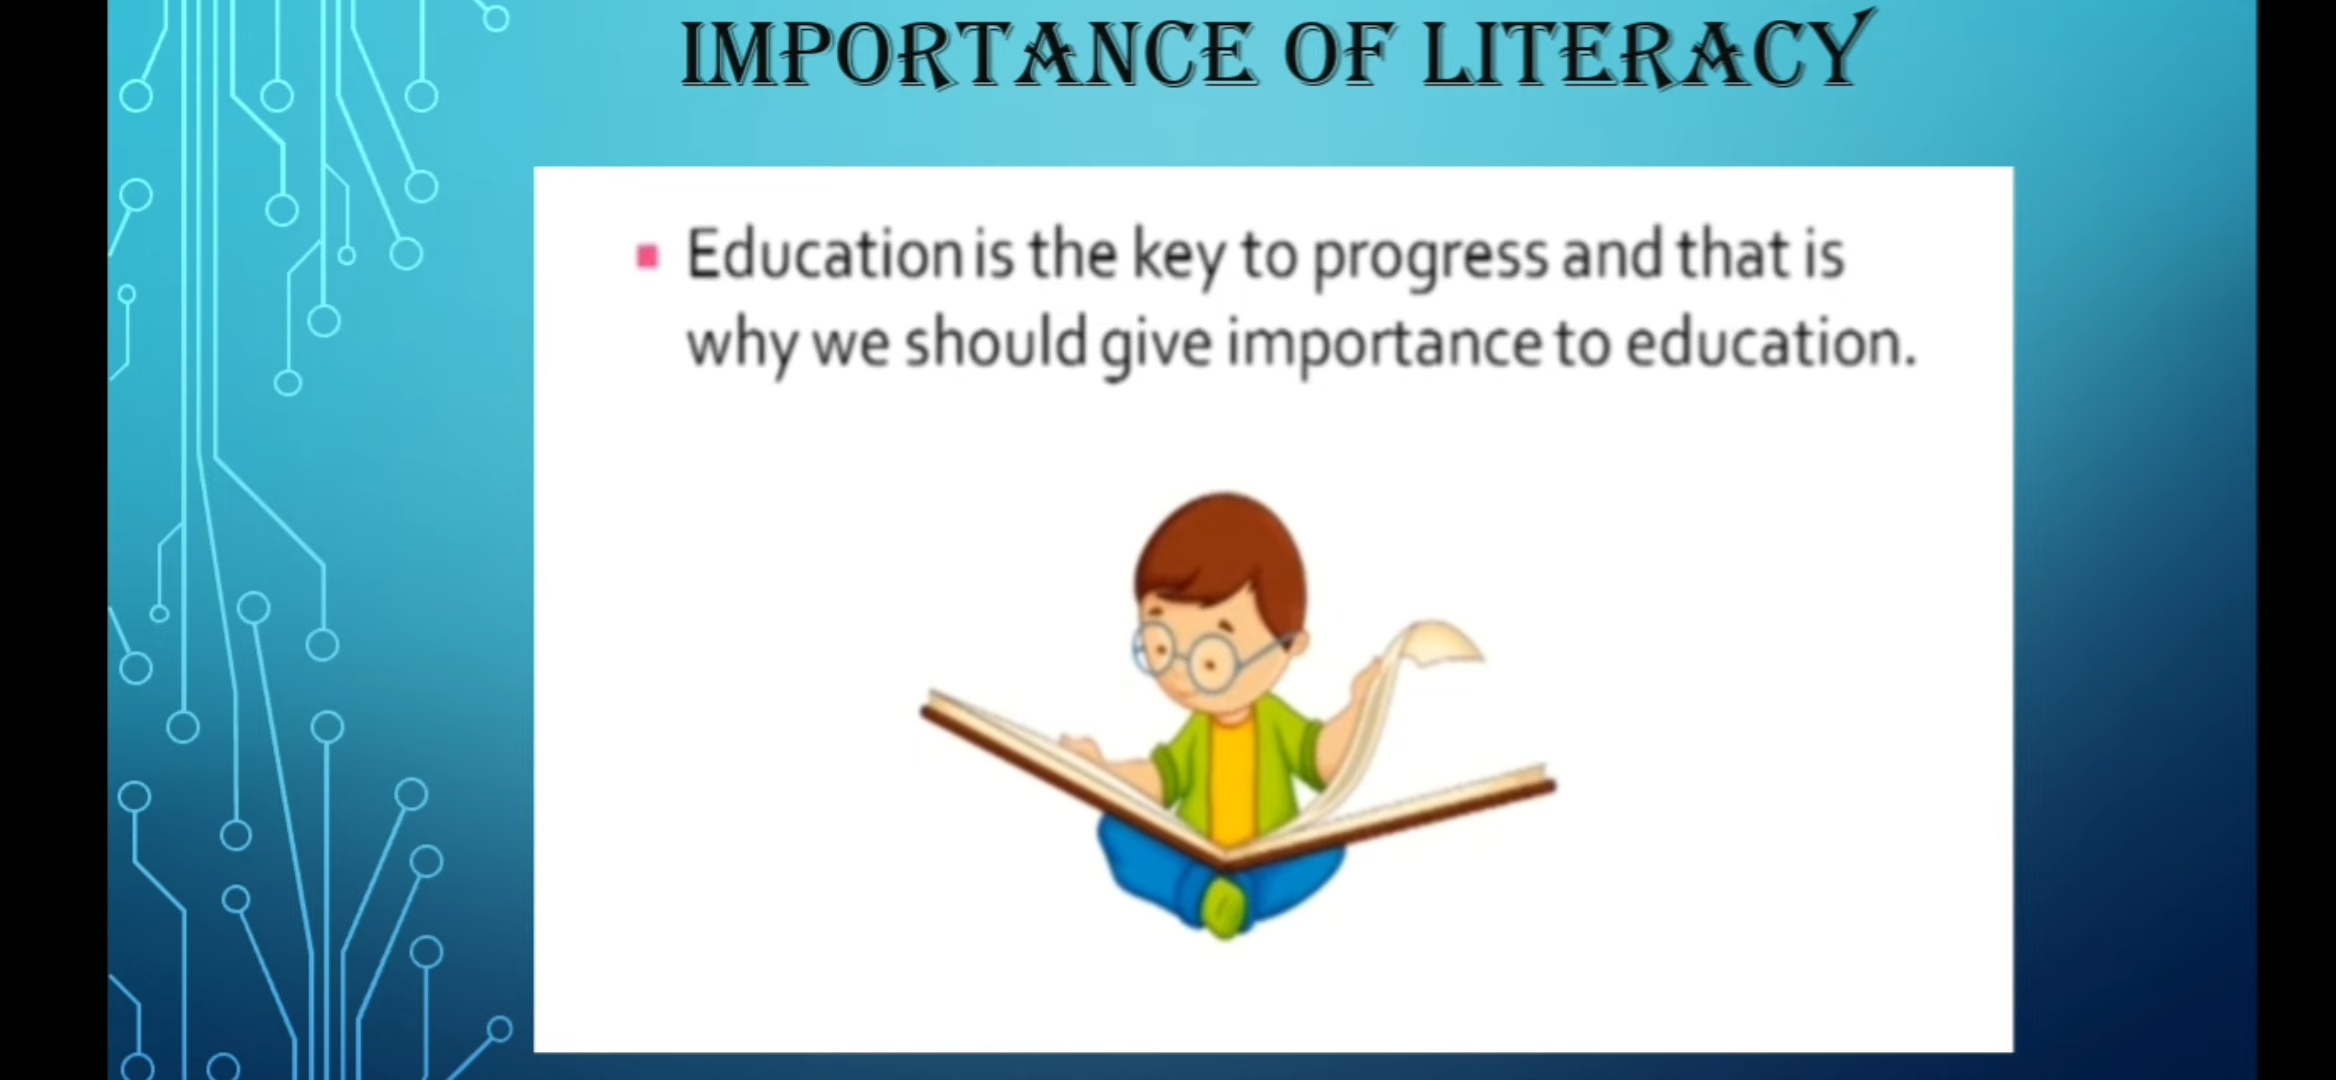 IMPORTANCE OF LITERACY
Education is the key to progress and that is
why we should give importance to education.